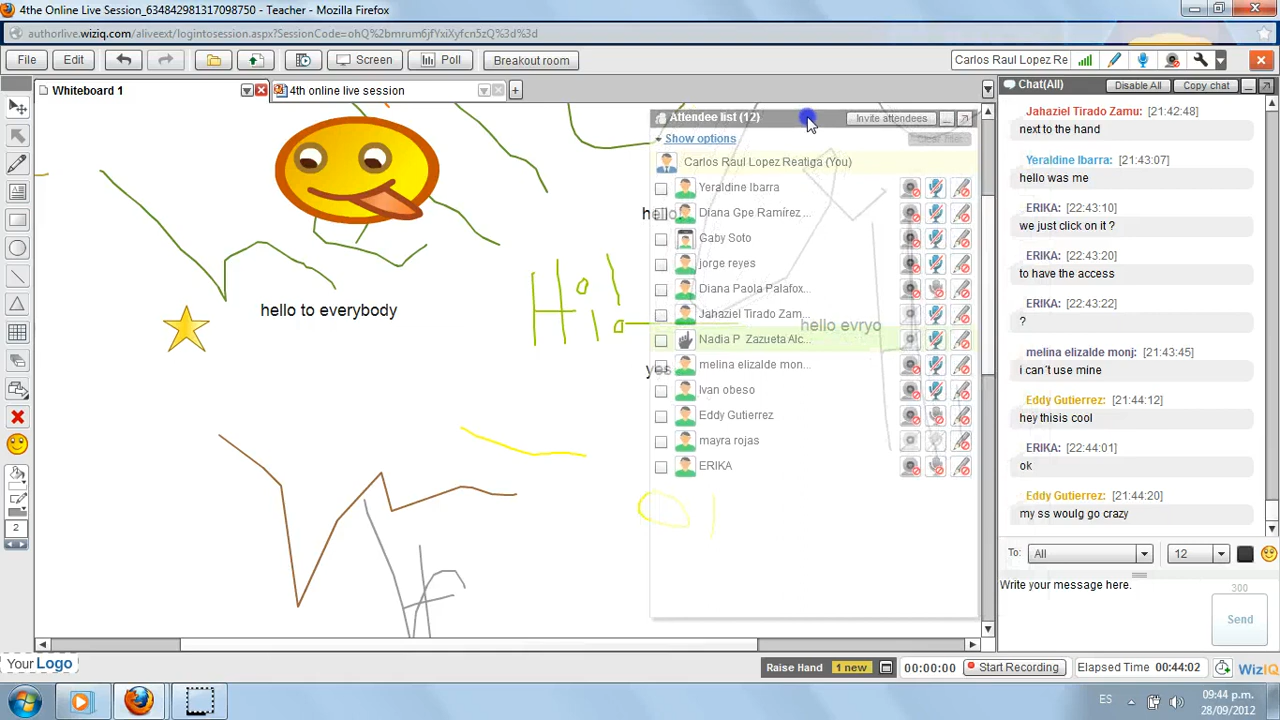 4the Online Live Session_634842981317098750 - Teacher - Mozilla Firefox
authorlive.wiziq.com/aliveext/logintosession.aspx?SessionCode=ohQ%2bmrum6jfYxiXyfcn5zQ%3d%3d
File Edit Screen Poll Breakout room Carlos Raul Lopez Re
Whiteboard 1 4th online live session
Chat(All) Disable All Copy chat
Attendee list (12) Invite attendees
Show options Clear filter
Carlos Raul Lopez Reatiga (You)
Yeraldine Ibarra
Diana Gpe Ramírez ...
Gaby Soto
jorge reyes
Diana Paola Palafox...
Jahaziel Tirado Zam...
Nadia P Zazueta Alc...
melina elizalde mon...
Ivan obeso
Eddy Gutierrez
mayra rojas
ERIKA
hello
Hi
hello to everybody
hello evryo
yes
Jahaziel Tirado Zamu: [21:42:48]
next to the hand
Yeraldine Ibarra: [21:43:07]
hello was me
ERIKA: [22:43:10]
we just click on it ?
ERIKA: [22:43:20]
to have the access
ERIKA: [22:43:22]
?
melina elizalde monj: [21:43:45]
i can´t use mine
Eddy Gutierrez: [21:44:12]
hey thisis cool
ERIKA: [22:44:01]
ok
Eddy Gutierrez: [21:44:20]
my ss woulg go crazy
To: All 12
Write your message here.
300
Send
2
Your Logo
Raise Hand 1 new 00:00:00 Start Recording Elapsed Time 00:44:02 WizIQ
ES 09:44 p.m.
28/09/2012